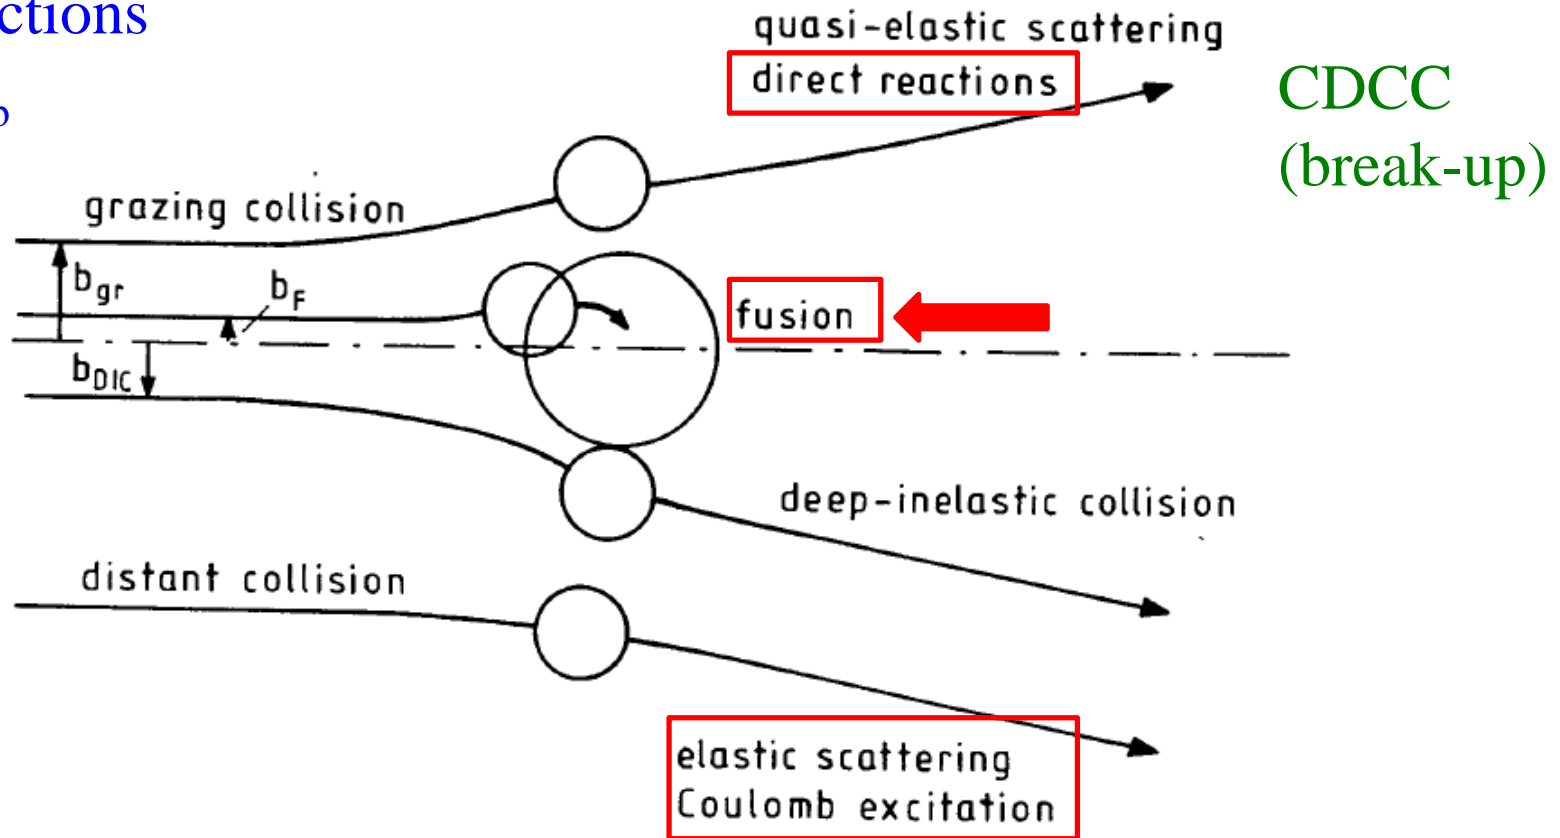 ctions
quasi-elastic scattering
direct reactions
CDCC
(break-up)
grazing collision
b_gr
b_F
fusion
b_DIC
deep-inelastic collision
distant collision
elastic scattering
Coulomb excitation